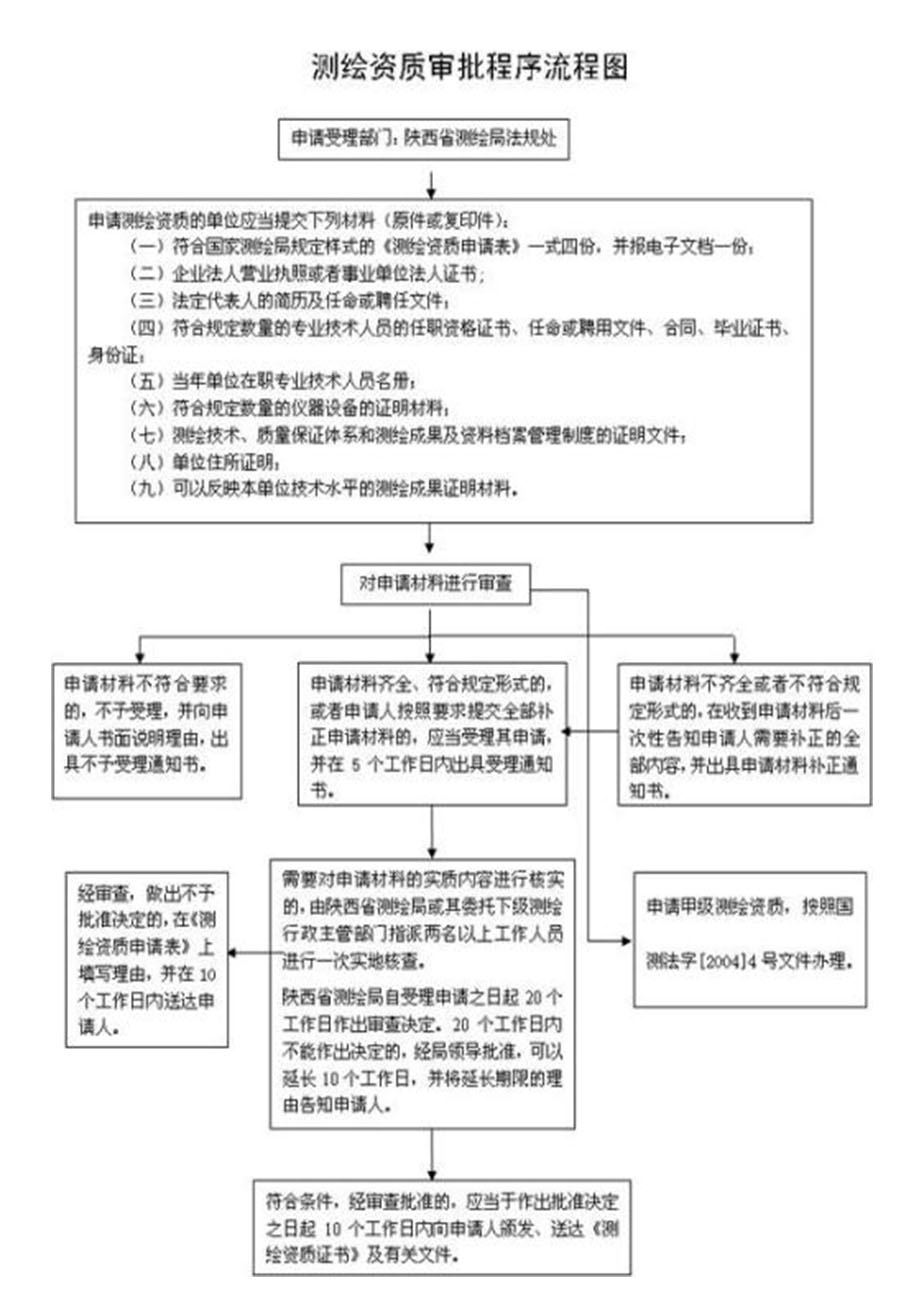 测绘资质审批程序流程图
申请受理部门：陕西省测绘局法规处
申请测绘资质的单位应当提交下列材料（原件或复印件）：
（一）符合国家测绘局规定样式的《测绘资质申请表》一式四份，并报电子文档一份；
（二）企业法人营业执照或者事业单位法人证书；
（三）法定代表人的简历及任命或聘任文件；
（四）符合规定数量的专业技术人员的任职资格证书、任命或聘用文件、合同、毕业证书、
身份证；
（五）当年单位在职专业技术人员名册；
（六）符合规定数量的仪器设备的证明材料；
（七）测绘技术、质量保证体系和测绘成果及资料档案管理制度的证明文件；
（八）单位住所证明；
（九）可以反映本单位技术水平的测绘成果证明材料。
对申请材料进行审查
申请材料不符合要求
的，不予受理，并向申
请人书面说明理由，出
具不予受理通知书。
申请材料齐全、符合规定形式的，
或者申请人按照要求提交全部补
正申请材料的，应当受理其申请，
并在 5 个工作日内出具受理通知
书。
申请材料不齐全或者不符合规
定形式的，在收到申请材料后一
次性告知申请人需要补正的全
部内容，并出具申请材料补正通
知书。
经审查，做出不予
批准决定的，在《测
绘资质申请表》上
填写理由，并在 10
个工作日内送达申
请人。
需要对申请材料的实质内容进行核实
的，由陕西省测绘局或其委托下级测绘
行政主管部门指派两名以上工作人员
进行一次实地核查。
陕西省测绘局自受理申请之日起 20 个
工作日作出审查决定。20 个工作日内
不能作出决定的，经局领导批准，可以
延长 10 个工作日，并将延长期限的理
由告知申请人。
申请甲级测绘资质，按照国
测法字[2004]4 号文件办理。
符合条件，经审查批准的，应当于作出批准决定
之日起 10 个工作日内向申请人颁发、送达《测
绘资质证书》及有关文件。